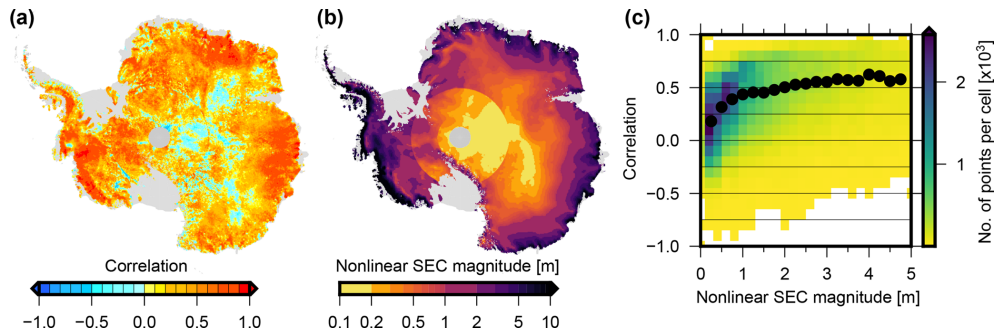 (a)
Correlation
−1.0 −0.5 0.0 0.5 1.0
(b)
Nonlinear SEC magnitude [m]
0.1 0.2 0.5 1 2 5 10
(c)
1.0
0.5
0.0
−0.5
−1.0
Correlation
0 1 2 3 4 5
Nonlinear SEC magnitude [m]
2
1
No. of points per cell [x10³]